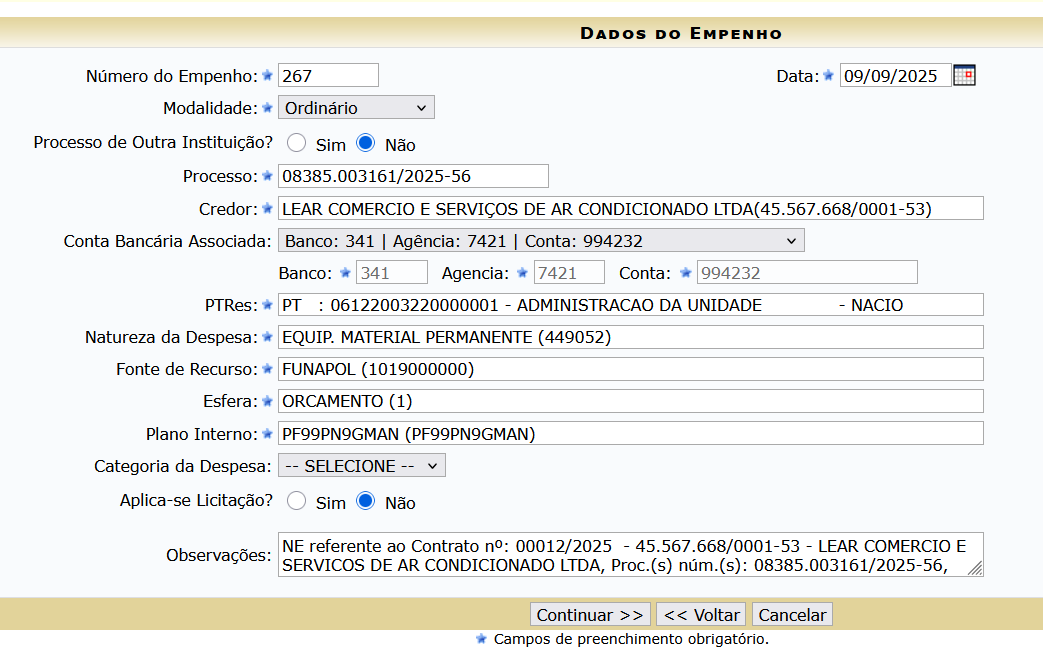 Dados do Empenho
Número do Empenho: 267 Data: 09/09/2025
Modalidade: Ordinário
Processo de Outra Instituição? Sim Não
Processo: 08385.003161/2025-56
Credor: LEAR COMERCIO E SERVIÇOS DE AR CONDICIONADO LTDA(45.567.668/0001-53)
Conta Bancária Associada: Banco: 341 | Agência: 7421 | Conta: 994232
Banco: 341 Agencia: 7421 Conta: 994232
PTRes: PT : 06122003220000001 - ADMINISTRACAO DA UNIDADE - NACIO
Natureza da Despesa: EQUIP. MATERIAL PERMANENTE (449052)
Fonte de Recurso: FUNAPOL (1019000000)
Esfera: ORCAMENTO (1)
Plano Interno: PF99PN9GMAN (PF99PN9GMAN)
Categoria da Despesa: -- SELECIONE --
Aplica-se Licitação? Sim Não
Observações: NE referente ao Contrato nº: 00012/2025 - 45.567.668/0001-53 - LEAR COMERCIO E
SERVICOS DE AR CONDICIONADO LTDA, Proc.(s) núm.(s): 08385.003161/2025-56,
Continuar >> << Voltar Cancelar
Campos de preenchimento obrigatório.